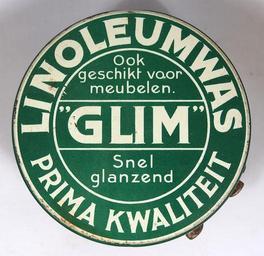 LINOLEUMWAS
Ook
geschikt voor
meubelen.
"GLIM"
Snel
glanzend
PRIMA KWALITEIT